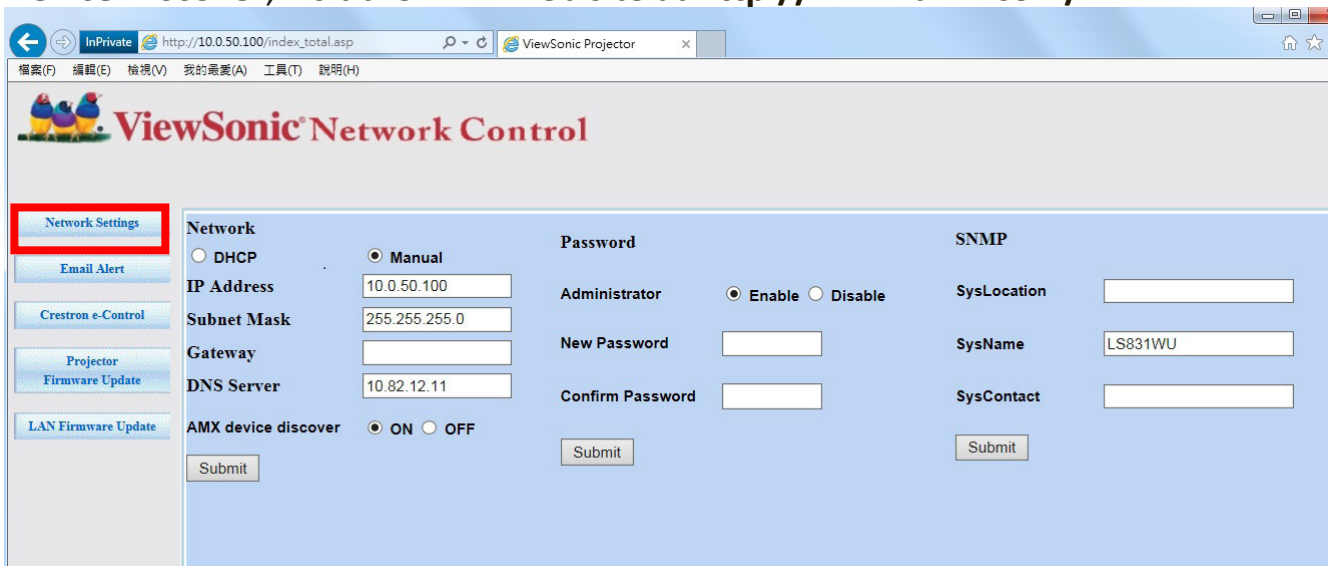 InPrivate http://10.0.50.100/index_total.asp ViewSonic Projector
檔案(F) 編輯(E) 檢視(V) 我的最愛(A) 工具(T) 說明(H)
ViewSonic® Network Control
Network Settings
Email Alert
Crestron e-Control
Projector
Firmware Update
LAN Firmware Update
Network
DHCP Manual
IP Address 10.0.50.100
Subnet Mask 255.255.255.0
Gateway
DNS Server 10.82.12.11
AMX device discover ON OFF
Submit
Password
Administrator Enable Disable
New Password
Confirm Password
Submit
SNMP
SysLocation
SysName LS831WU
SysContact
Submit